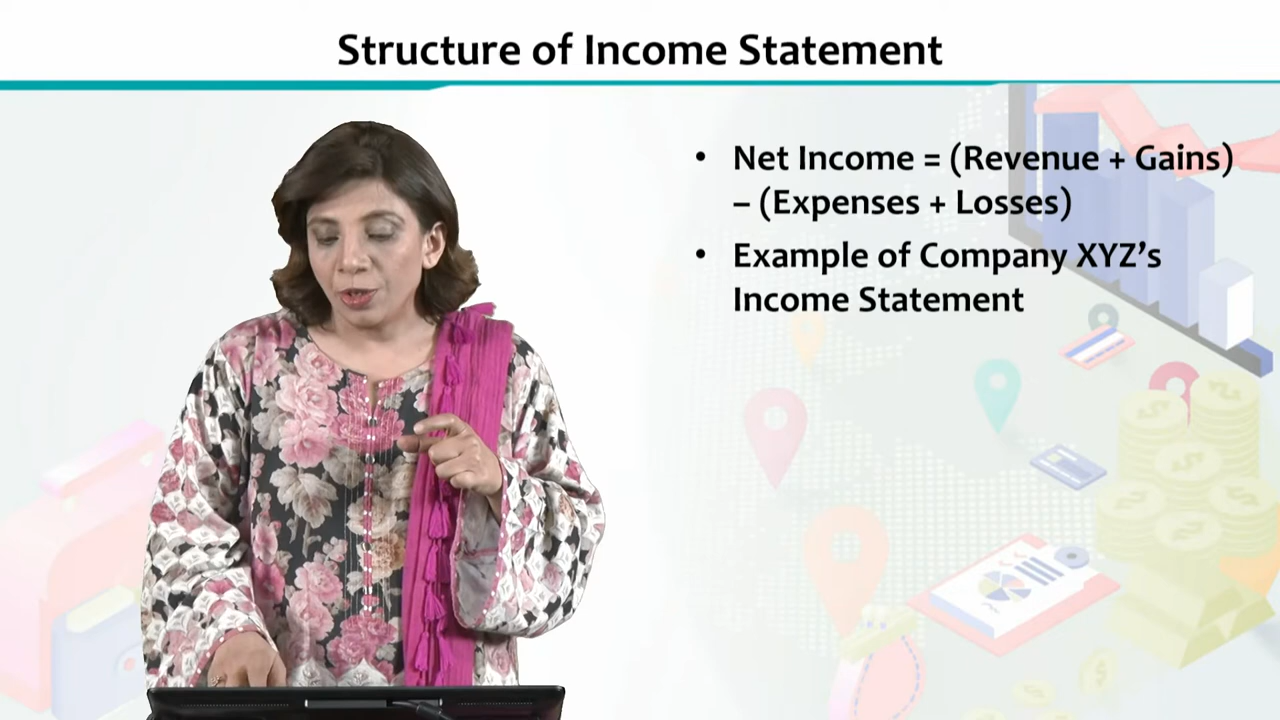 Structure of Income Statement
• Net Income = (Revenue + Gains)
– (Expenses + Losses)
• Example of Company XYZ’s
Income Statement